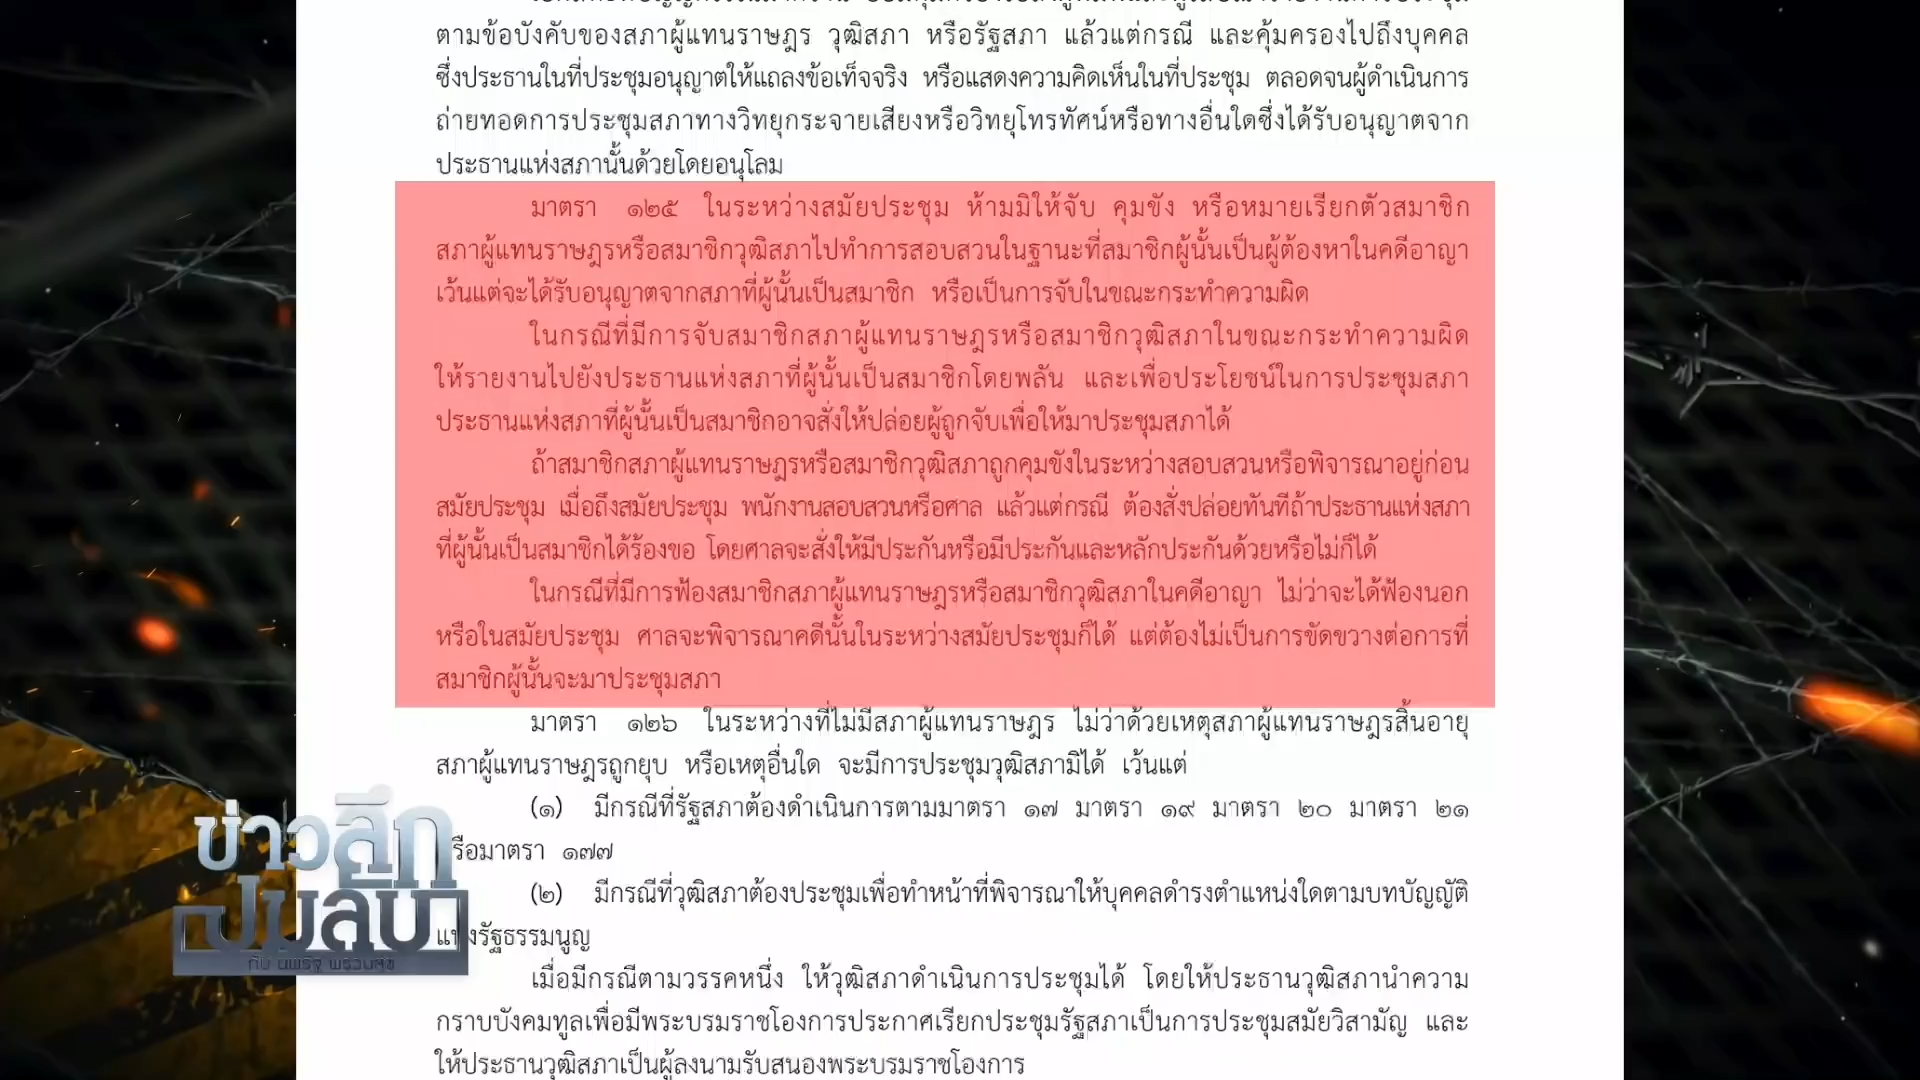 ตามข้อบังคับของสภาผู้แทนราษฎร วุฒิสภา หรือรัฐสภา แล้วแต่กรณี และคุ้มครองไปถึงบุคคล
ซึ่งประธานในที่ประชุมอนุญาตให้แถลงข้อเท็จจริง หรือแสดงความคิดเห็นในที่ประชุม ตลอดจนผู้ดำเนินการ
ถ่ายทอดการประชุมสภาทางวิทยุกระจายเสียงหรือวิทยุโทรทัศน์หรือทางอื่นใดซึ่งได้รับอนุญาตจาก
ประธานแห่งสภานั้นด้วยโดยอนุโลม
มาตรา ๑๒๕ ในระหว่างสมัยประชุม ห้ามมิให้จับ คุมขัง หรือหมายเรียกตัวสมาชิก
สภาผู้แทนราษฎรหรือสมาชิกวุฒิสภาไปทำการสอบสวนในฐานะที่สมาชิกผู้นั้นเป็นผู้ต้องหาในคดีอาญา
เว้นแต่จะได้รับอนุญาตจากสภาที่ผู้นั้นเป็นสมาชิก หรือเป็นการจับในขณะกระทำความผิด
ในกรณีที่มีการจับสมาชิกสภาผู้แทนราษฎรหรือสมาชิกวุฒิสภาในขณะกระทำความผิด
ให้รายงานไปยังประธานแห่งสภาที่ผู้นั้นเป็นสมาชิกโดยพลัน และเพื่อประโยชน์ในการประชุมสภา
ประธานแห่งสภาที่ผู้นั้นเป็นสมาชิกอาจสั่งให้ปล่อยผู้ถูกจับเพื่อให้มาประชุมสภาได้
ถ้าสมาชิกสภาผู้แทนราษฎรหรือสมาชิกวุฒิสภาถูกคุมขังในระหว่างสอบสวนหรือพิจารณาอยู่ก่อน
สมัยประชุม เมื่อถึงสมัยประชุม พนักงานสอบสวนหรือศาล แล้วแต่กรณี ต้องสั่งปล่อยทันทีถ้าประธานแห่งสภา
ที่ผู้นั้นเป็นสมาชิกได้ร้องขอ โดยศาลจะสั่งให้มีประกันหรือมีประกันและหลักประกันด้วยหรือไม่ก็ได้
ในกรณีที่มีการฟ้องสมาชิกสภาผู้แทนราษฎรหรือสมาชิกวุฒิสภาในคดีอาญา ไม่ว่าจะได้ฟ้องนอก
หรือในสมัยประชุม ศาลจะพิจารณาคดีนั้นในระหว่างสมัยประชุมก็ได้ แต่ต้องไม่เป็นการขัดขวางต่อการที่
สมาชิกผู้นั้นจะมาประชุมสภา
มาตรา ๑๒๖ ในระหว่างที่ไม่มีสภาผู้แทนราษฎร ไม่ว่าด้วยเหตุสภาผู้แทนราษฎรสิ้นอายุ
สภาผู้แทนราษฎรถูกยุบ หรือเหตุอื่นใด จะมีการประชุมวุฒิสภามิได้ เว้นแต่
(๑) มีกรณีที่รัฐสภาต้องดำเนินการตามมาตรา ๑๗ มาตรา ๑๙ มาตรา ๒๐ มาตรา ๒๑
รือมาตรา ๑๗๗
(๒) มีกรณีที่วุฒิสภาต้องประชุมเพื่อทำหน้าที่พิจารณาให้บุคคลดำรงตำแหน่งใดตามบทบัญญัติ
แห่งรัฐธรรมนูญ
เมื่อมีกรณีตามวรรคหนึ่ง ให้วุฒิสภาดำเนินการประชุมได้ โดยให้ประธานวุฒิสภานำความ
กราบบังคมทูลเพื่อมีพระบรมราชโองการประกาศเรียกประชุมรัฐสภาเป็นการประชุมสมัยวิสามัญ และ
ให้ประธานวุฒิสภาเป็นผู้ลงนามรับสนองพระบรมราชโองการ
ข่าวลึก
ปมลับ
กับ นพรัฐ พรวนสุข